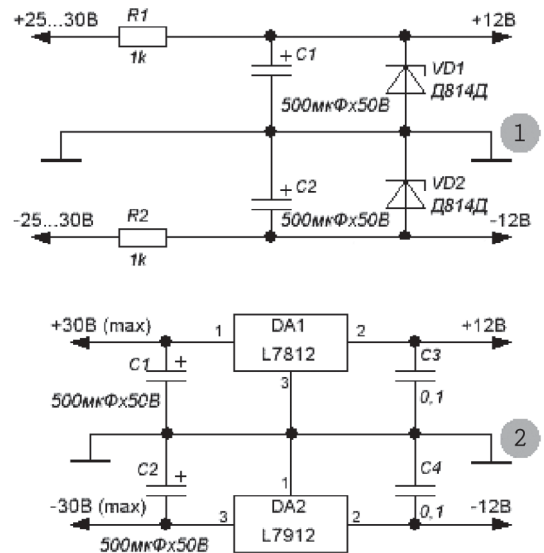 +25...30В R1 +12В
1k
+ C1 VD1
Д814Д
500мкФх50В
1
+ C2 VD2
500мкФх50В Д814Д
-25...30В R2 -12В
1k
+30В (max) 1 DA1 2 +12В
L7812
C1 + 3 C3
500мкФх50В 0,1
2
C2 + 1 C4
-30В (max) 3 DA2 2 0,1 -12В
500мкФх50В L7912